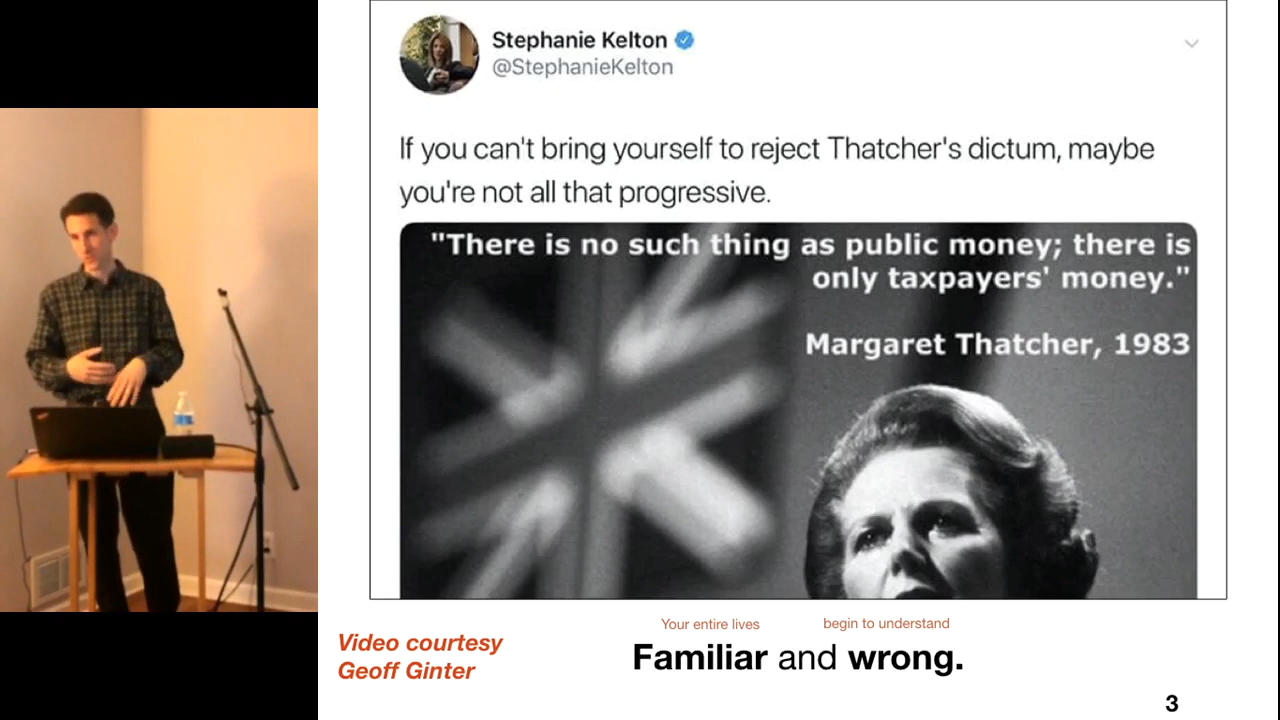 Stephanie Kelton
@StephanieKelton
If you can't bring yourself to reject Thatcher's dictum, maybe
you're not all that progressive.
"There is no such thing as public money; there is
only taxpayers' money."
Margaret Thatcher, 1983
Your entire lives begin to understand
Familiar and wrong.
Video courtesy
Geoff Ginter
3